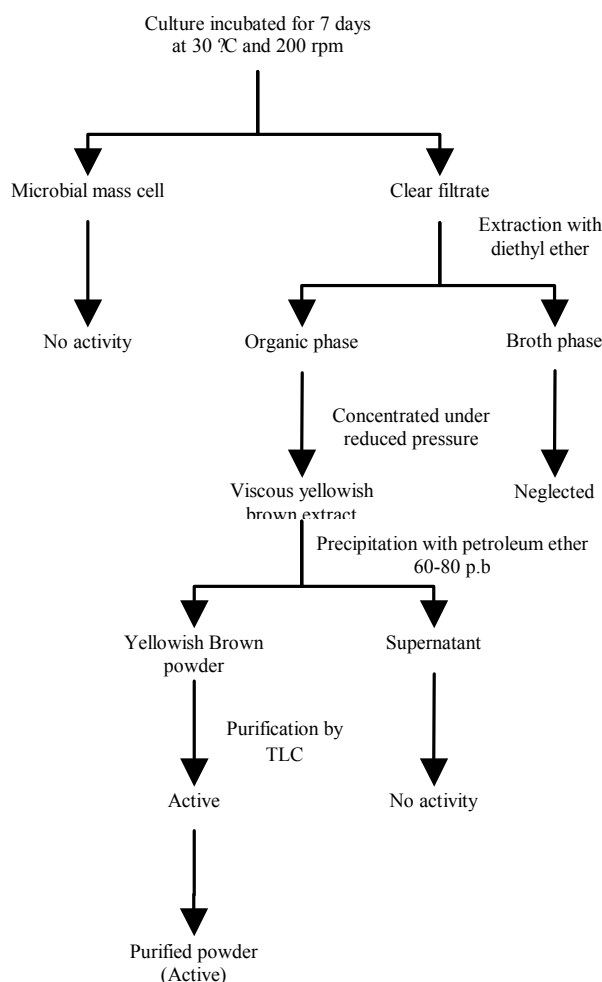 Culture incubated for 7 days
at 30 ?C and 200 rpm
Microbial mass cell
Clear filtrate
Extraction with
diethyl ether
No activity
Organic phase
Broth phase
Concentrated under
reduced pressure
Viscous yellowish
brown extract
Neglected
Precipitation with petroleum ether
60-80 p.b
Yellowish Brown
powder
Supernatant
Purification by
TLC
Active
No activity
Purified powder
(Active)